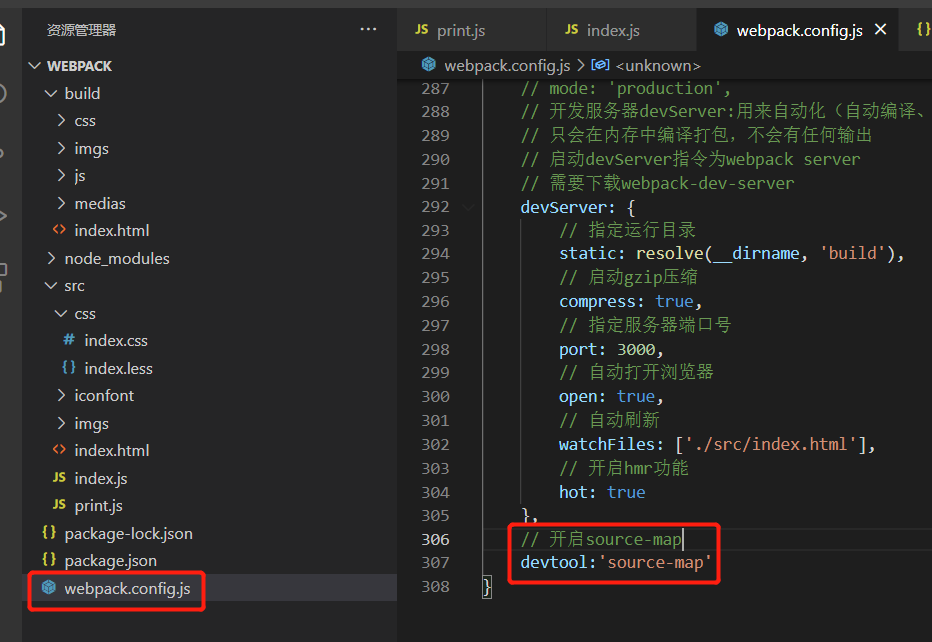 资源管理器 ···
WEBPACK
build
css
imgs
js
medias
<> index.html
node_modules
src
css
# index.css
{} index.less
iconfont
imgs
<> index.html
JS index.js
JS print.js
{} package-lock.json
{} package.json
webpack.config.js
JS print.js JS index.js webpack.config.js × {}
webpack.config.js > <unknown>
287 // mode: 'production',
288 // 开发服务器devServer:用来自动化（自动编译、
289 // 只会在内存中编译打包，不会有任何输出
290 // 启动devServer指令为webpack server
291 // 需要下载webpack-dev-server
292 devServer: {
293 // 指定运行目录
294 static: resolve(__dirname, 'build'),
295 // 启动gzip压缩
296 compress: true,
297 // 指定服务器端口号
298 port: 3000,
299 // 自动打开浏览器
300 open: true,
301 // 自动刷新
302 watchFiles: ['./src/index.html'],
303 // 开启hmr功能
304 hot: true
305 },
306 // 开启source-map
307 devtool:'source-map'
308 }